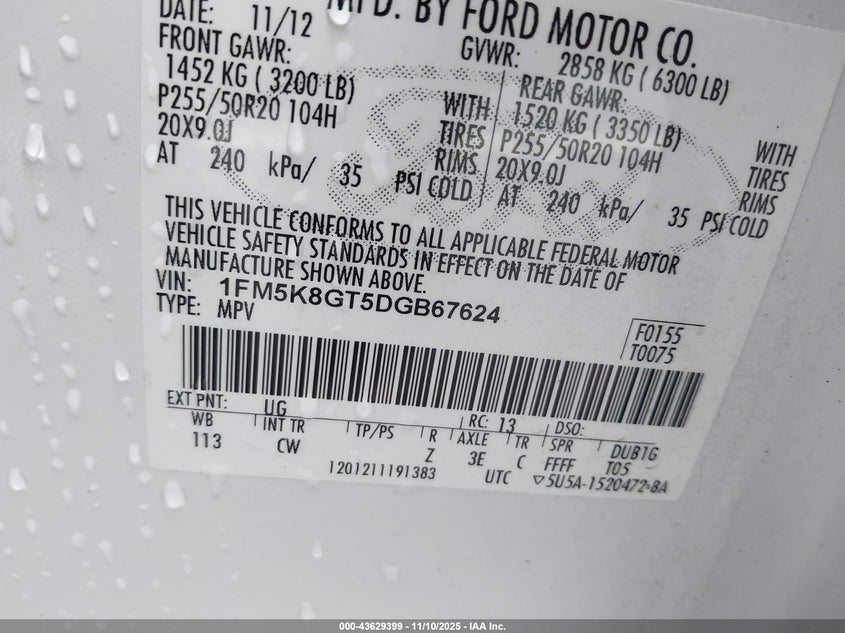 MFD. BY FORD MOTOR CO.
DATE: 11/12 GVWR: 2858 KG ( 6300 LB)
FRONT GAWR: REAR GAWR:
1452 KG ( 3200 LB) WITH 1520 KG ( 3350 LB) WITH
P255/50R20 104H TIRES P255/50R20 104H TIRES
20X9.0J RIMS 20X9.0J RIMS
AT 240 kPa/ 35 PSI COLD AT 240 kPa/ 35 PSI COLD
THIS VEHICLE CONFORMS TO ALL APPLICABLE FEDERAL MOTOR
VEHICLE SAFETY STANDARDS IN EFFECT ON THE DATE OF
MANUFACTURE SHOWN ABOVE.
VIN: 1FM5K8GT5DGB67624
TYPE: MPV
F0155
T0075
EXT PNT: UG RC: 13 DSO:
WB INT TR TP/PS R AXLE TR SPR DUB1G
113 CW Z 3E C FFFF T05
1201211191383 UTC ▽5U5A-1520472-BA
000-43629399 - 11/10/2025 - IAA Inc.